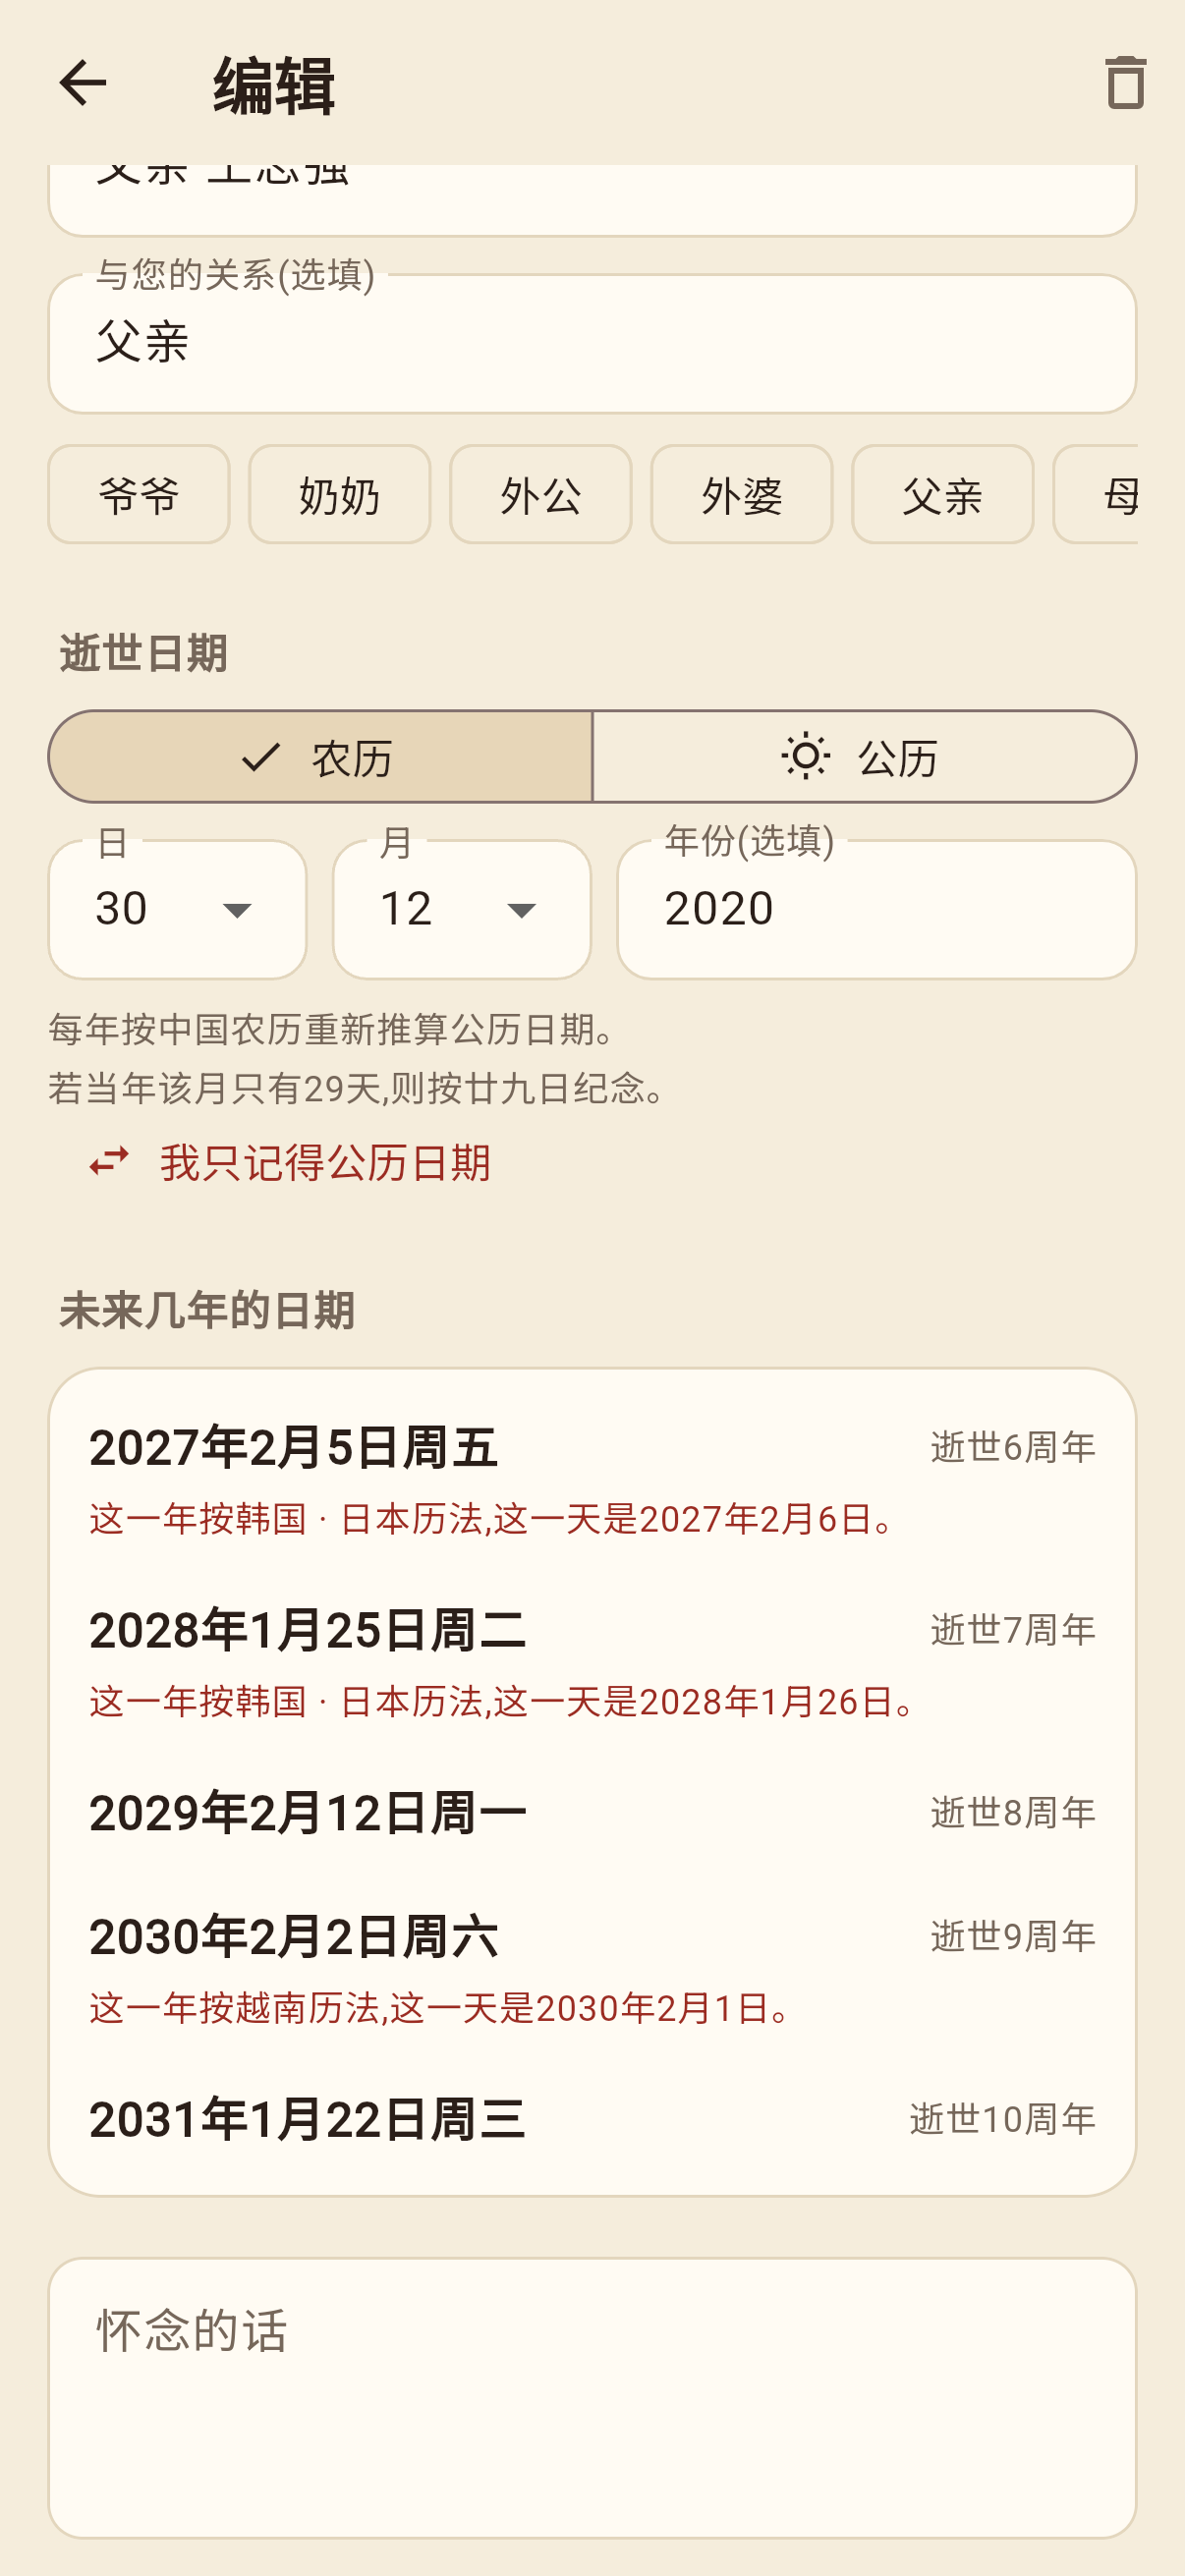 编辑
与您的关系(选填)
父亲
爷爷 奶奶 外公 外婆 父亲
逝世日期
农历 公历
日 月 年份(选填)
30 12 2020
每年按中国农历重新推算公历日期。
若当年该月只有29天,则按廿九日纪念。
我只记得公历日期
未来几年的日期
2027年2月5日周五 逝世6周年
这一年按韩国 · 日本历法,这一天是2027年2月6日。
2028年1月25日周二 逝世7周年
这一年按韩国 · 日本历法,这一天是2028年1月26日。
2029年2月12日周一 逝世8周年
2030年2月2日周六 逝世9周年
这一年按越南历法,这一天是2030年2月1日。
2031年1月22日周三 逝世10周年
怀念的话